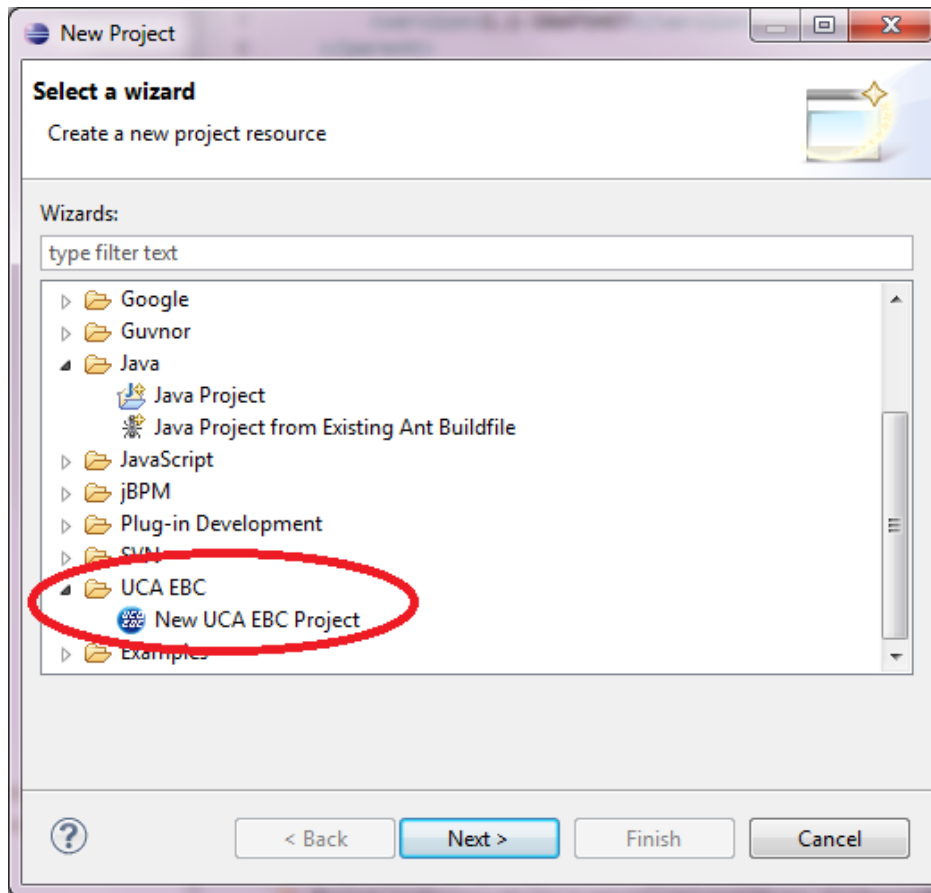 New Project
Select a wizard
Create a new project resource
Wizards:
type filter text
Google
Guvnor
Java
Java Project
Java Project from Existing Ant Buildfile
JavaScript
jBPM
Plug-in Development
SVN
UCA EBC
New UCA EBC Project
Examples
< Back
Next >
Finish
Cancel